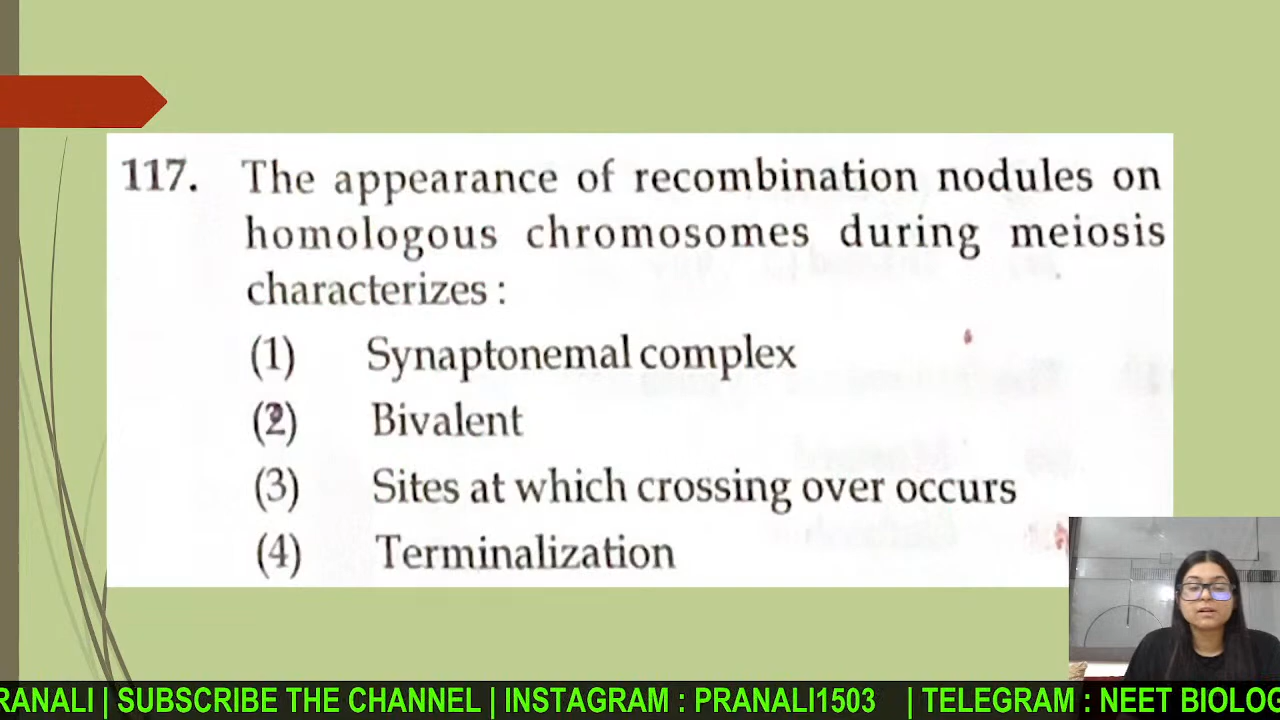 117. The appearance of recombination nodules on
homologous chromosomes during meiosis
characterizes :
(1) Synaptonemal complex
(2) Bivalent
(3) Sites at which crossing over occurs
(4) Terminalization
RANALI | SUBSCRIBE THE CHANNEL | INSTAGRAM : PRANALI1503 | TELEGRAM : NEET BIOLOG